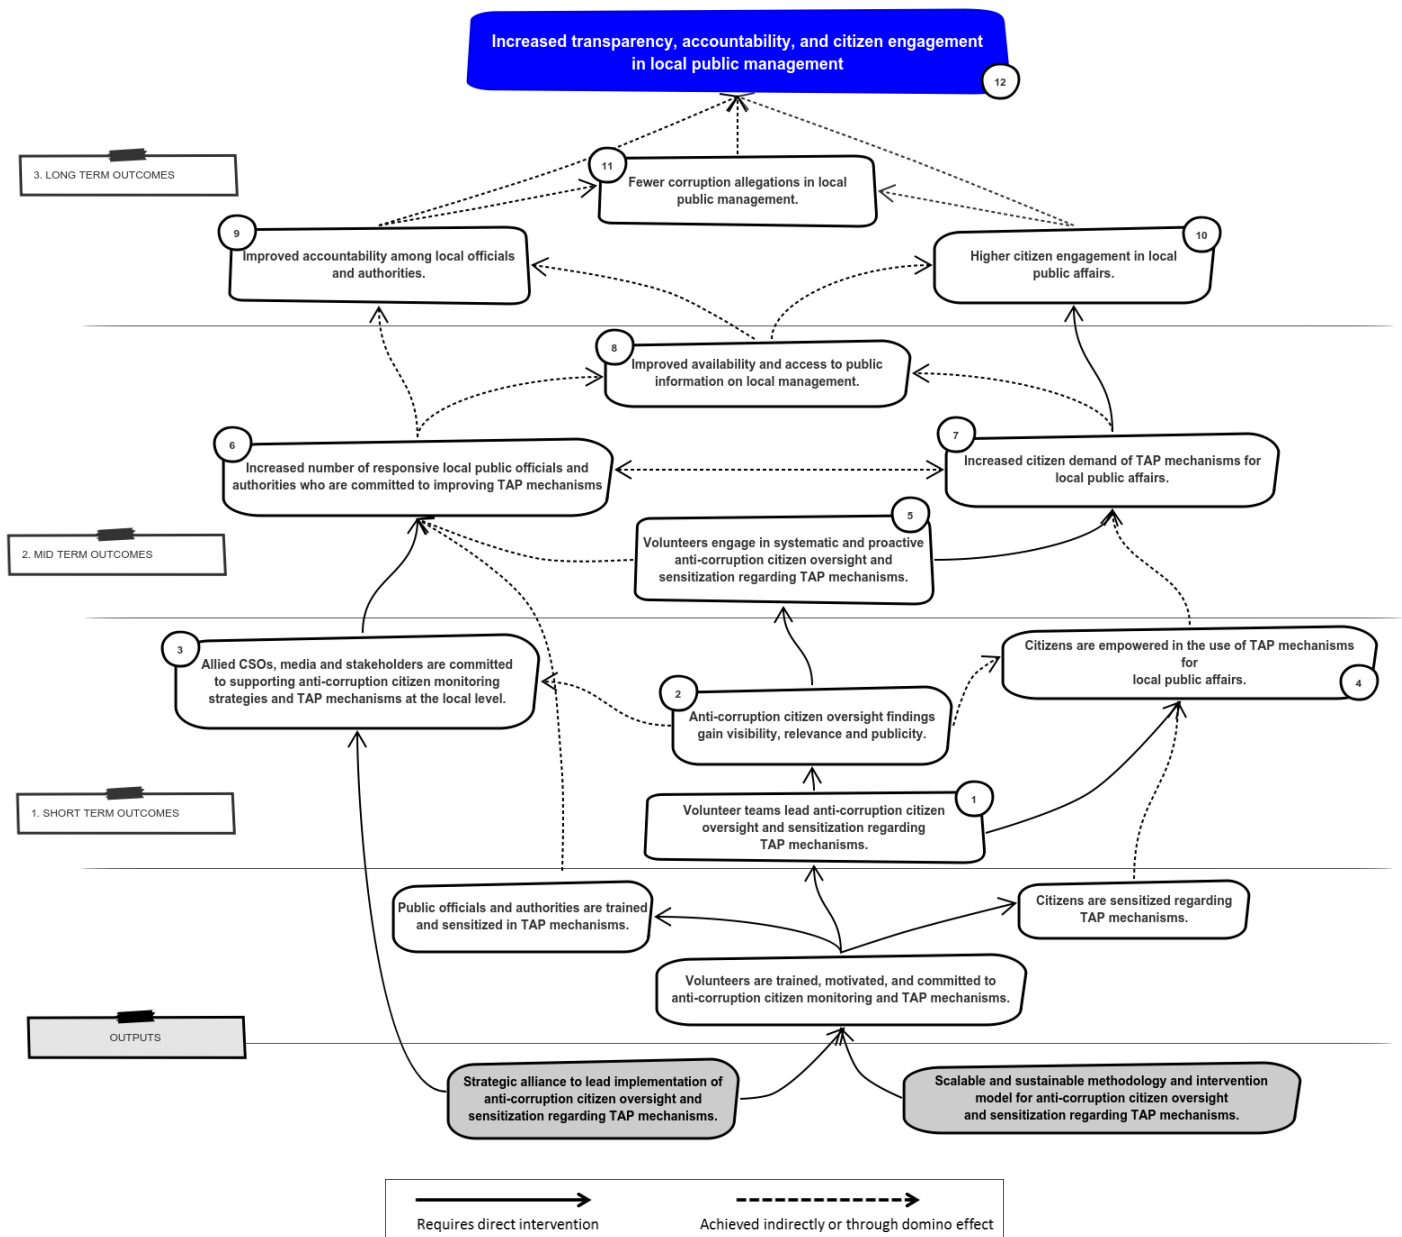 Increased transparency, accountability, and citizen engagement
in local public management
12
3. LONG TERM OUTCOMES
11
Fewer corruption allegations in local
public management.
9
Improved accountability among local officials
and authorities.
10
Higher citizen engagement in local
public affairs.
8
Improved availability and access to public
information on local management.
6
Increased number of responsive local public officials and
authorities who are committed to improving TAP mechanisms
7
Increased citizen demand of TAP mechanisms for
local public affairs.
2. MID TERM OUTCOMES
5
Volunteers engage in systematic and proactive
anti-corruption citizen oversight and
sensitization regarding TAP mechanisms.
3
Allied CSOs, media and stakeholders are committed
to supporting anti-corruption citizen monitoring
strategies and TAP mechanisms at the local level.
2
Anti-corruption citizen oversight findings
gain visibility, relevance and publicity.
Citizens are empowered in the use of TAP mechanisms
for
local public affairs.
4
1. SHORT TERM OUTCOMES
1
Volunteer teams lead anti-corruption citizen
oversight and sensitization regarding
TAP mechanisms.
Public officials and authorities are trained
and sensitized in TAP mechanisms.
Citizens are sensitized regarding
TAP mechanisms.
Volunteers are trained, motivated, and committed to
anti-corruption citizen monitoring and TAP mechanisms.
OUTPUTS
Strategic alliance to lead implementation of
anti-corruption citizen oversight and
sensitization regarding TAP mechanisms.
Scalable and sustainable methodology and intervention
model for anti-corruption citizen oversight
and sensitization regarding TAP mechanisms.
Requires direct intervention
Achieved indirectly or through domino effect